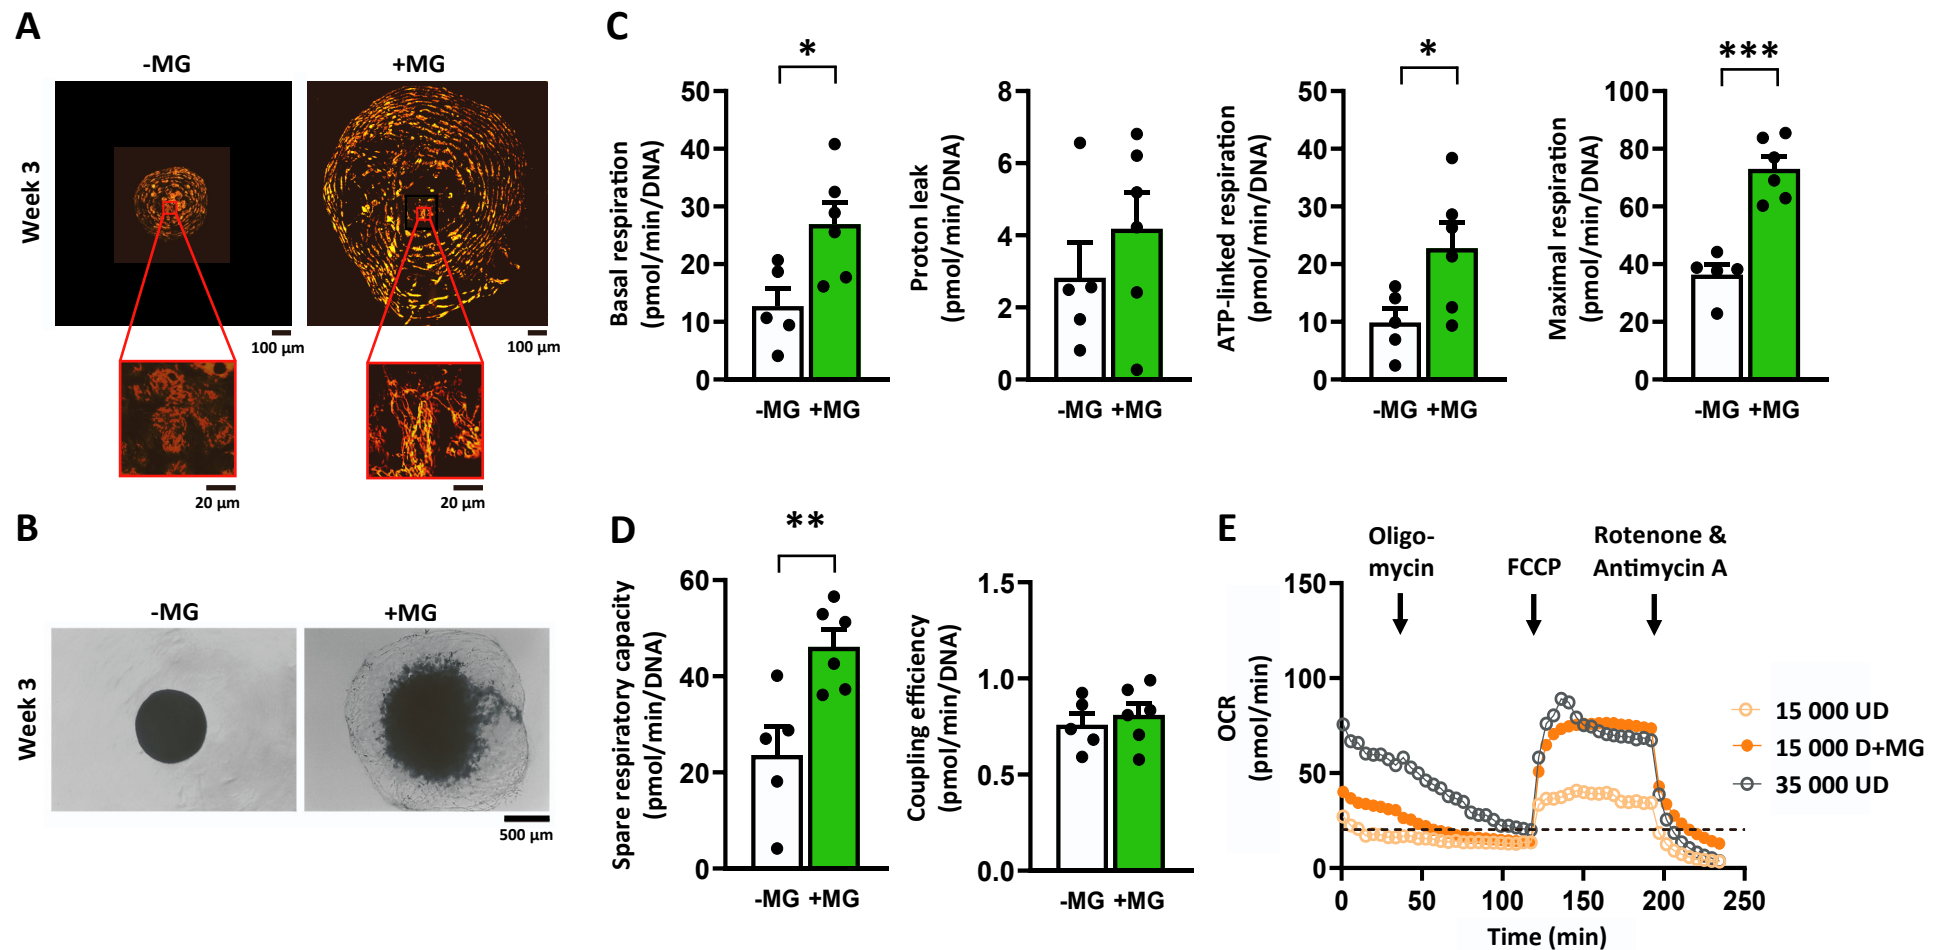 A
-MG
+MG
Week 3
100 µm
100 µm
20 µm
20 µm
B
-MG
+MG
Week 3
500 µm
C
*
Basal respiration
(pmol/min/DNA)
50
40
30
20
10
0
-MG +MG
Proton leak
(pmol/min/DNA)
8
6
4
2
0
-MG +MG
*
ATP-linked respiration
(pmol/min/DNA)
50
40
30
20
10
0
-MG +MG
***
Maximal respiration
(pmol/min/DNA)
100
80
60
40
20
0
-MG +MG
D
**
Spare respiratory capacity
(pmol/min/DNA)
60
40
20
0
-MG +MG
Coupling efficiency
(pmol/min/DNA)
1.5
1.0
0.5
0.0
-MG +MG
E
Oligo-
mycin
FCCP
Rotenone &
Antimycin A
OCR
(pmol/min)
150
100
50
0
0 50 100 150 200 250
Time (min)
15 000 UD
15 000 D+MG
35 000 UD